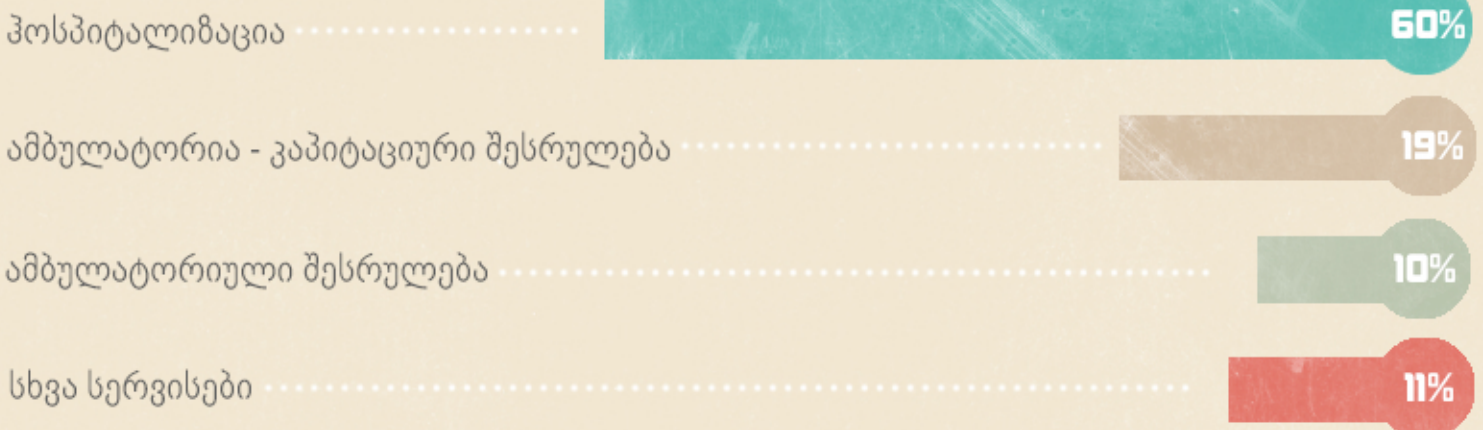 ჰოსპიტალიზაცია 60%
ამბულატორია - კაპიტაციური შესრულება 19%
ამბულატორიული შესრულება 10%
სხვა სერვისები 11%